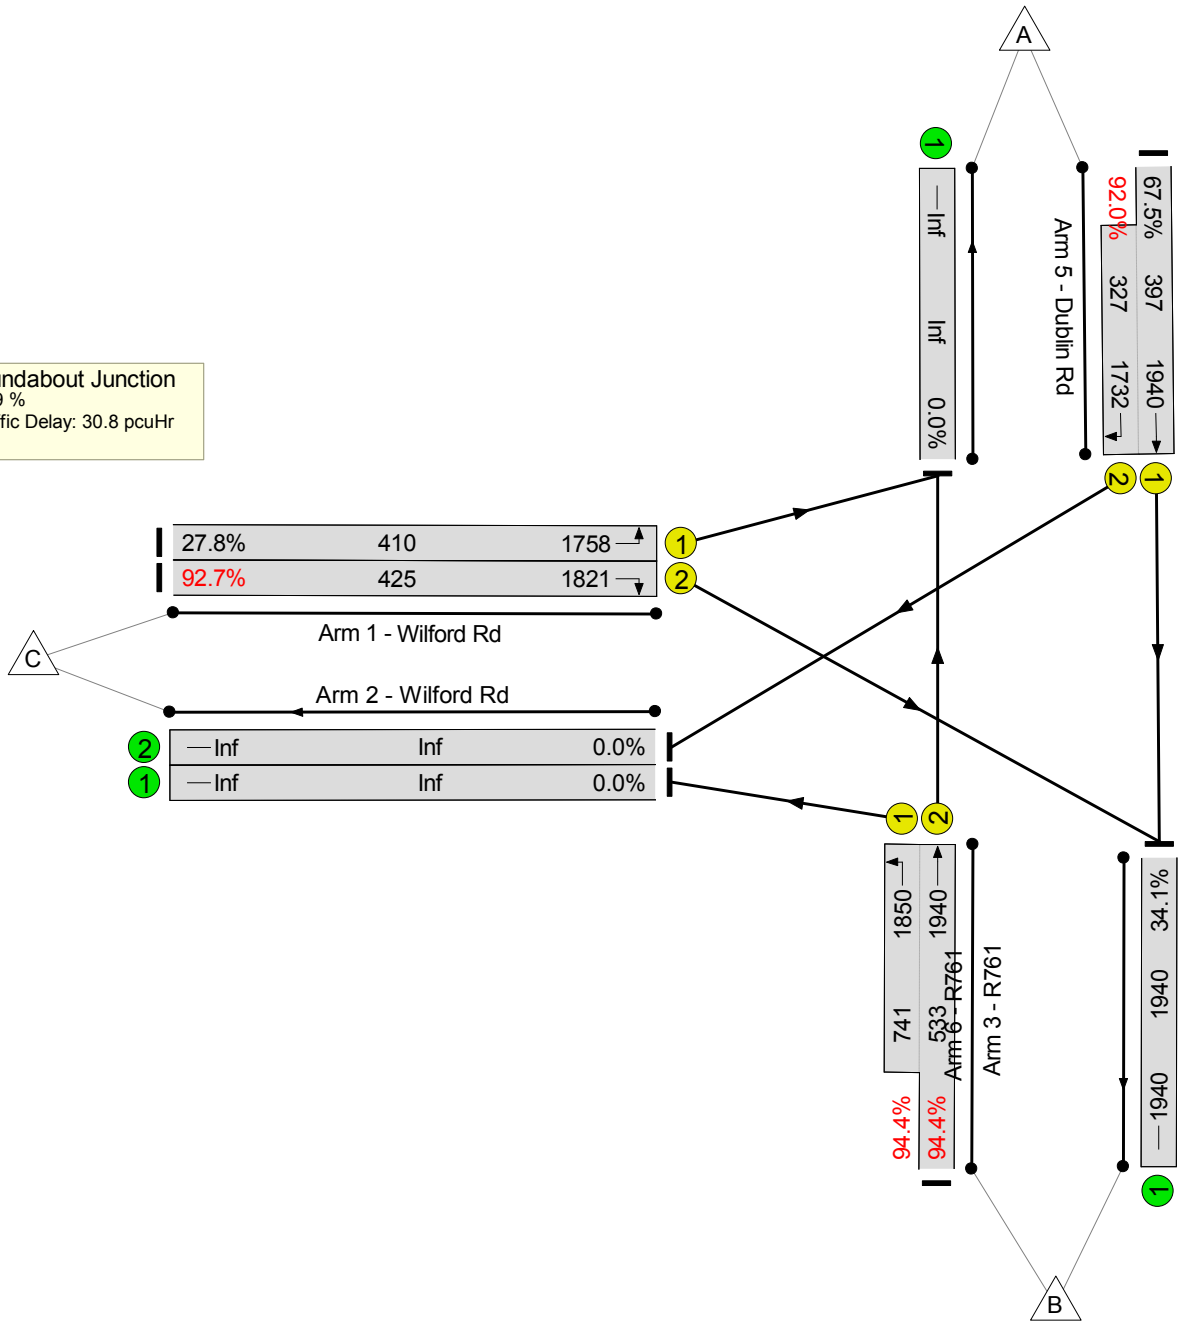 A
1
Inf
Inf
0.0%
Arm 5 - Dublin Rd
92.0%
327
1732
67.5%
397
1940
2
1
undabout Junction
9 %
fic Delay: 30.8 pcuHr
27.8% 410 1758
92.7% 425 1821
1
2
Arm 1 - Wilford Rd
C
Arm 2 - Wilford Rd
2
Inf Inf 0.0%
1
Inf Inf 0.0%
1
2
94.4% 741 1850
94.4% 533 1940
Arm 6 - R761
Arm 3 - R761
1940 1940 34.1%
1
B